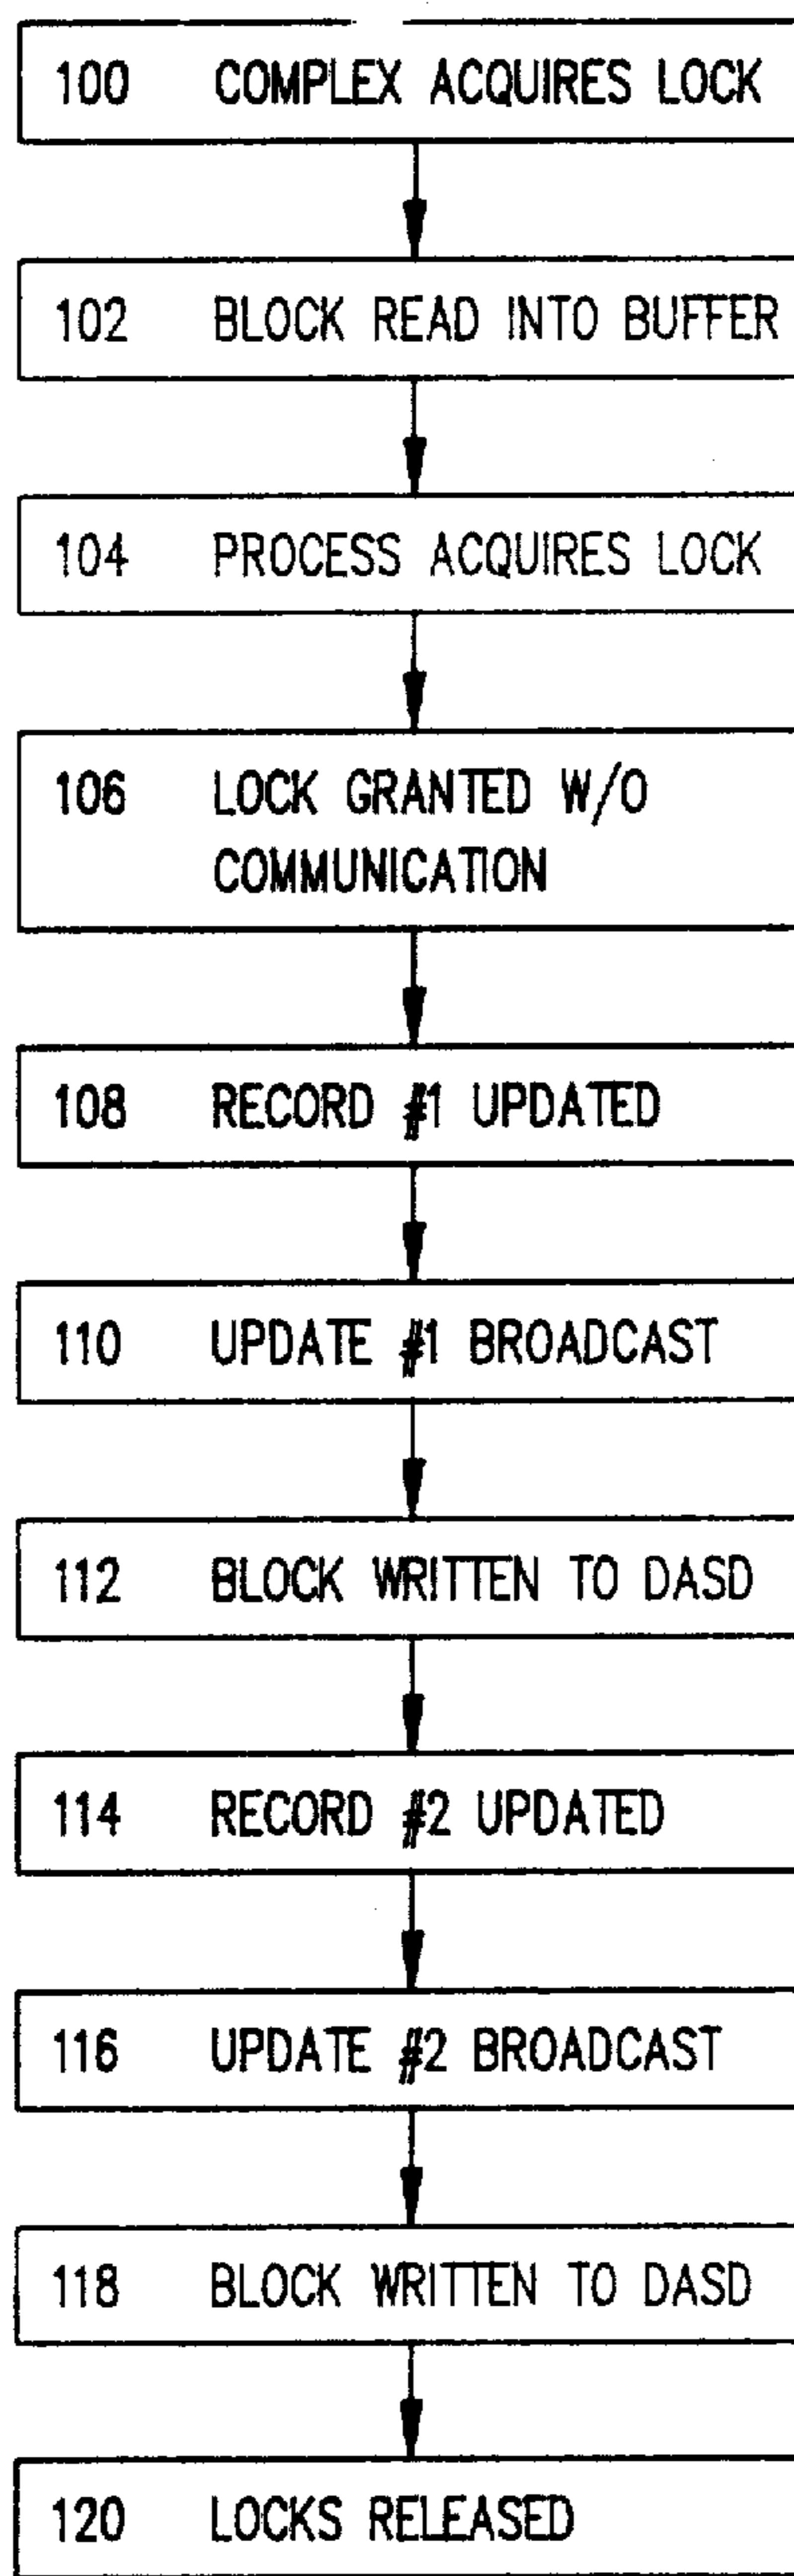 100 COMPLEX ACQUIRES LOCK
102 BLOCK READ INTO BUFFER
104 PROCESS ACQUIRES LOCK
106 LOCK GRANTED W/O
COMMUNICATION
108 RECORD #1 UPDATED
110 UPDATE #1 BROADCAST
112 BLOCK WRITTEN TO DASD
114 RECORD #2 UPDATED
116 UPDATE #2 BROADCAST
118 BLOCK WRITTEN TO DASD
120 LOCKS RELEASED